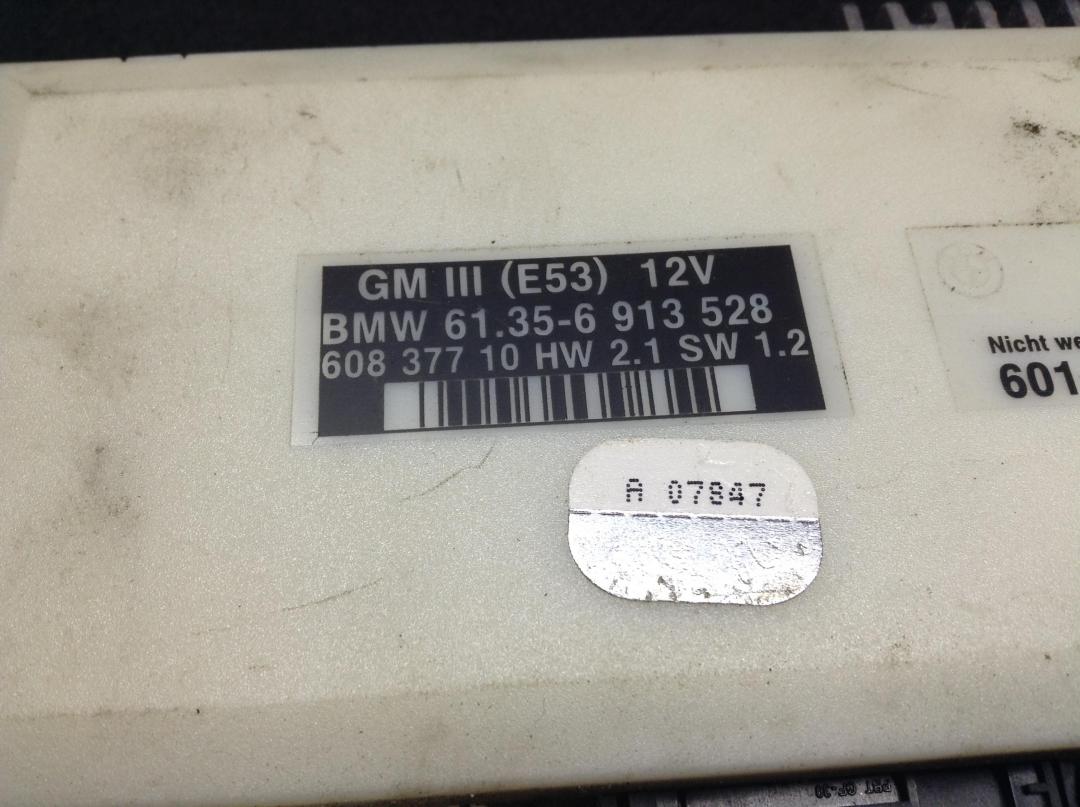 GM III (E53) 12V
BMW 61.35-6 913 528
608 377 10 HW 2.1 SW 1.2
Nicht
601
A 07847